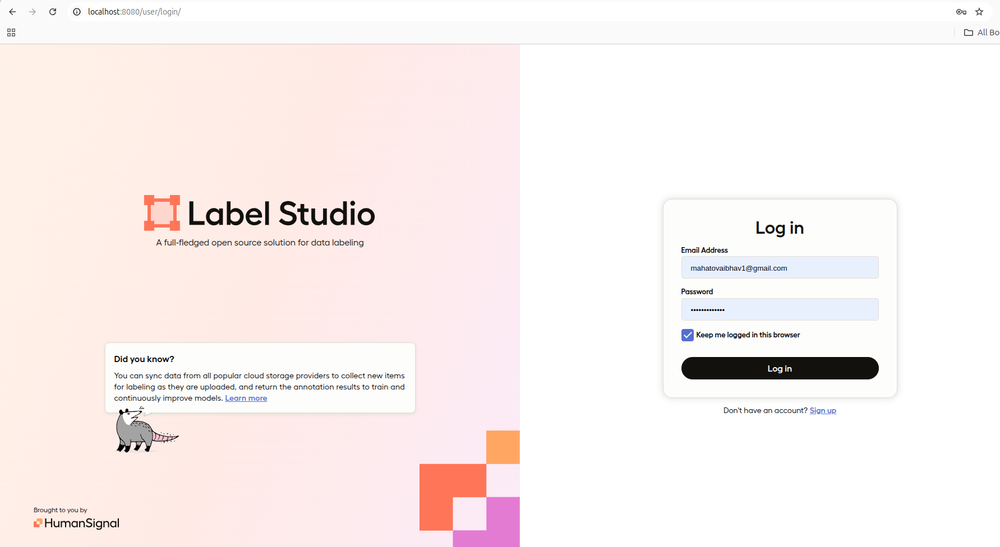 localhost:8080/user/login/
All Bo
Label Studio
A full-fledged open source solution for data labeling
Did you know?
You can sync data from all popular cloud storage providers to collect new items
for labeling as they are uploaded, and return the annotation results to train and
continuously improve models. Learn more
Brought to you by
HumanSignal
Log in
Email Address
mahatovaibhav1@gmail.com
Password
•••••••••••••
Keep me logged in this browser
Log in
Don't have an account? Sign up